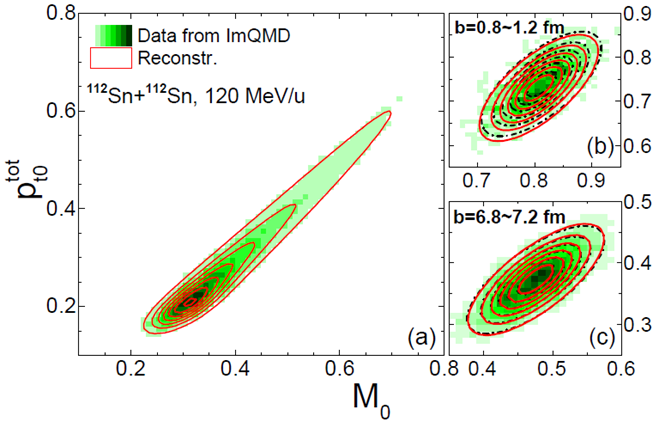 Data from ImQMD
Reconstr.
¹¹²Sn+¹¹²Sn, 120 MeV/u
0.8
0.6
0.4
0.2
p_{t0}^{tot}
0.2
0.4
0.6
0.8
M₀
(a)
b=0.8~1.2 fm
0.9
0.8
0.7
0.6
(b)
0.7
0.8
0.9
b=6.8~7.2 fm
0.5
0.4
0.3
(c)
0.4
0.5
0.6